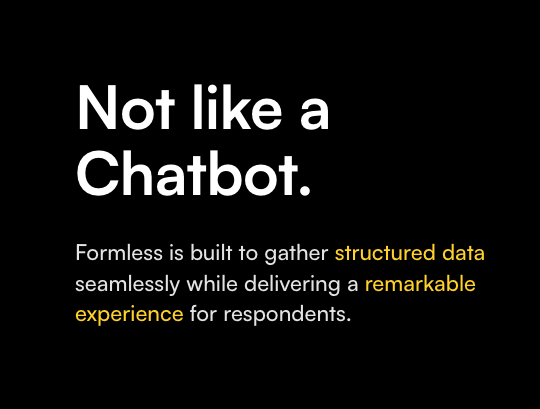 Not like a
Chatbot.
Formless is built to gather structured data
seamlessly while delivering a remarkable
experience for respondents.